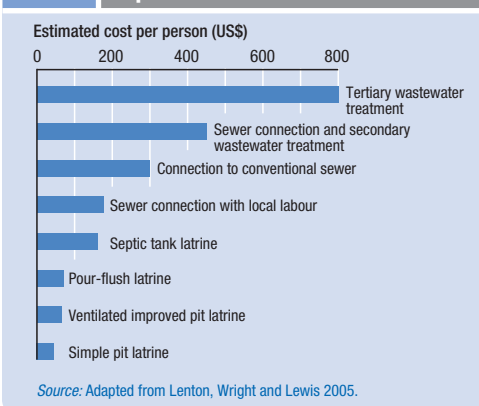 Estimated cost per person (US$)
0 200 400 600 800
Tertiary wastewater
treatment
Sewer connection and secondary
wastewater treatment
Connection to conventional sewer
Sewer connection with local labour
Septic tank latrine
Pour-flush latrine
Ventilated improved pit latrine
Simple pit latrine
Source: Adapted from Lenton, Wright and Lewis 2005.